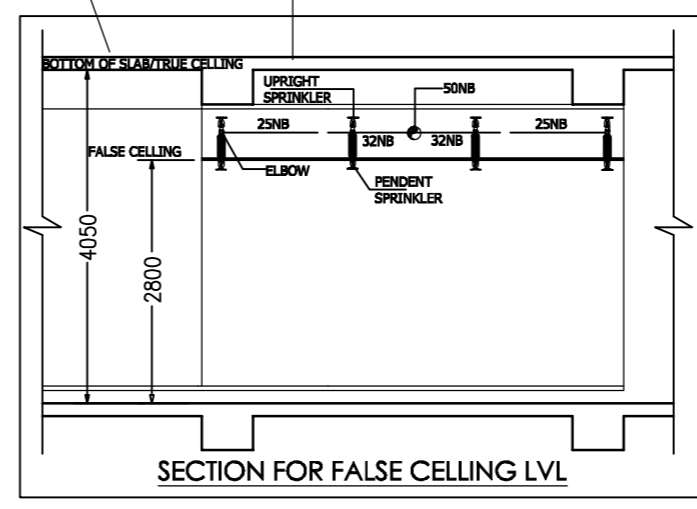 BOTTOM OF SLAB/TRUE CELLING
UPRIGHT
SPRINKLER
50NB
25NB
32NB
32NB
25NB
FALSE CELLING
ELBOW
PENDENT
SPRINKLER
4050
2800
SECTION FOR FALSE CELLING LVL